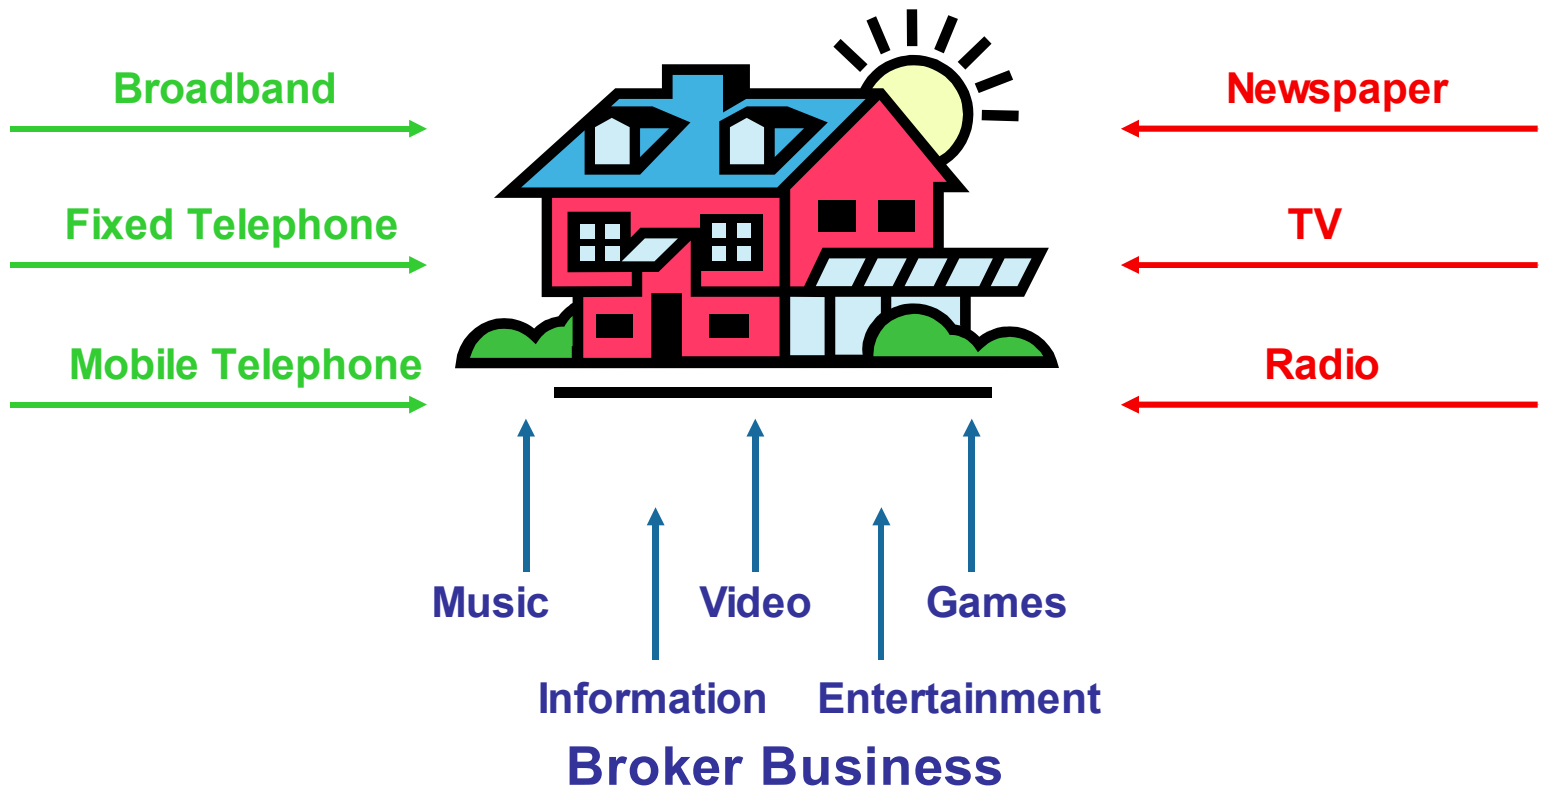 Broadband
Newspaper
Fixed Telephone
TV
Mobile Telephone
Radio
Music
Video
Games
Information
Entertainment
Broker Business